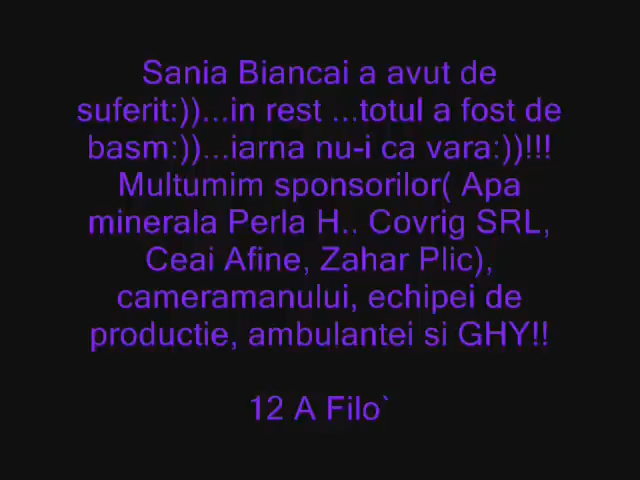 Sania Biancai a avut de
suferit:))...in rest ...totul a fost de
basm:))...iarna nu-i ca vara:))!!!
Multumim sponsorilor( Apa
minerala Perla H.. Covrig SRL,
Ceai Afine, Zahar Plic),
cameramanului, echipei de
productie, ambulantei si GHY!!
12 A Filo`